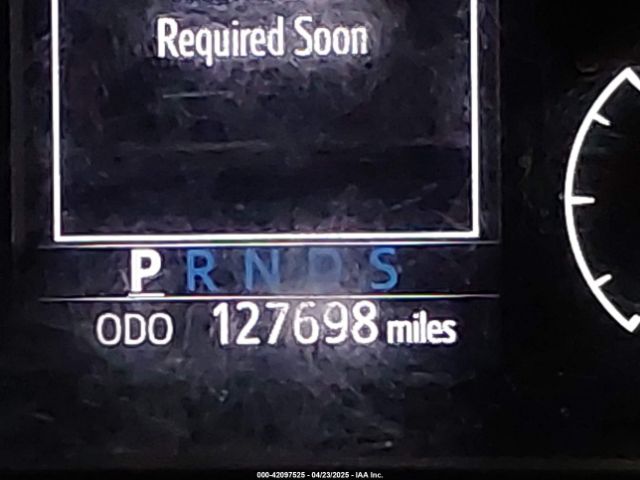 Required Soon
P R N D S
ODO 127698 miles
000-42097525 - 04/23/2025 - IAA Inc.